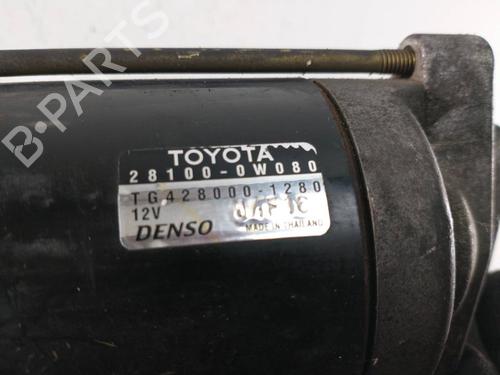 TOYOTA
28100-0W080
TG428000-1280
12V
DENSO MADE IN THAILAND
B-PARTS